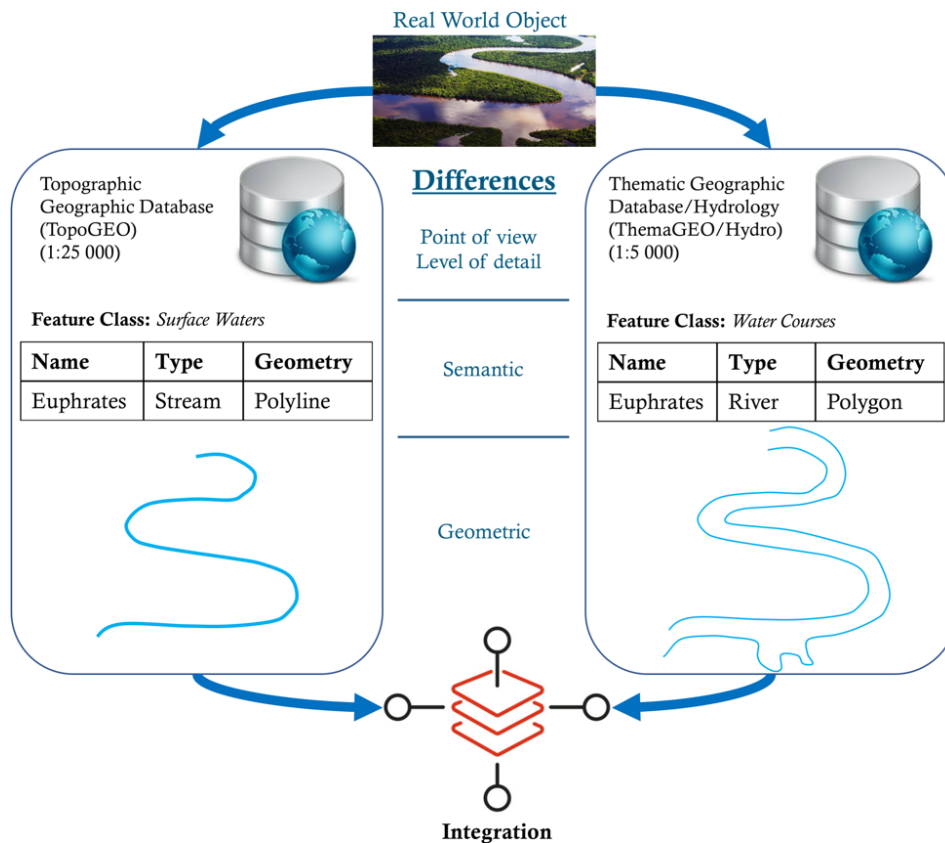 Real World Object
Topographic
Geographic Database
(TopoGEO)
(1:25 000)
Feature Class: Surface Waters
Name Type Geometry
Euphrates Stream Polyline
Differences
Point of view
Level of detail
Semantic
Geometric
Thematic Geographic
Database/Hydrology
(ThemaGEO/Hydro)
(1:5 000)
Feature Class: Water Courses
Name Type Geometry
Euphrates River Polygon
Integration